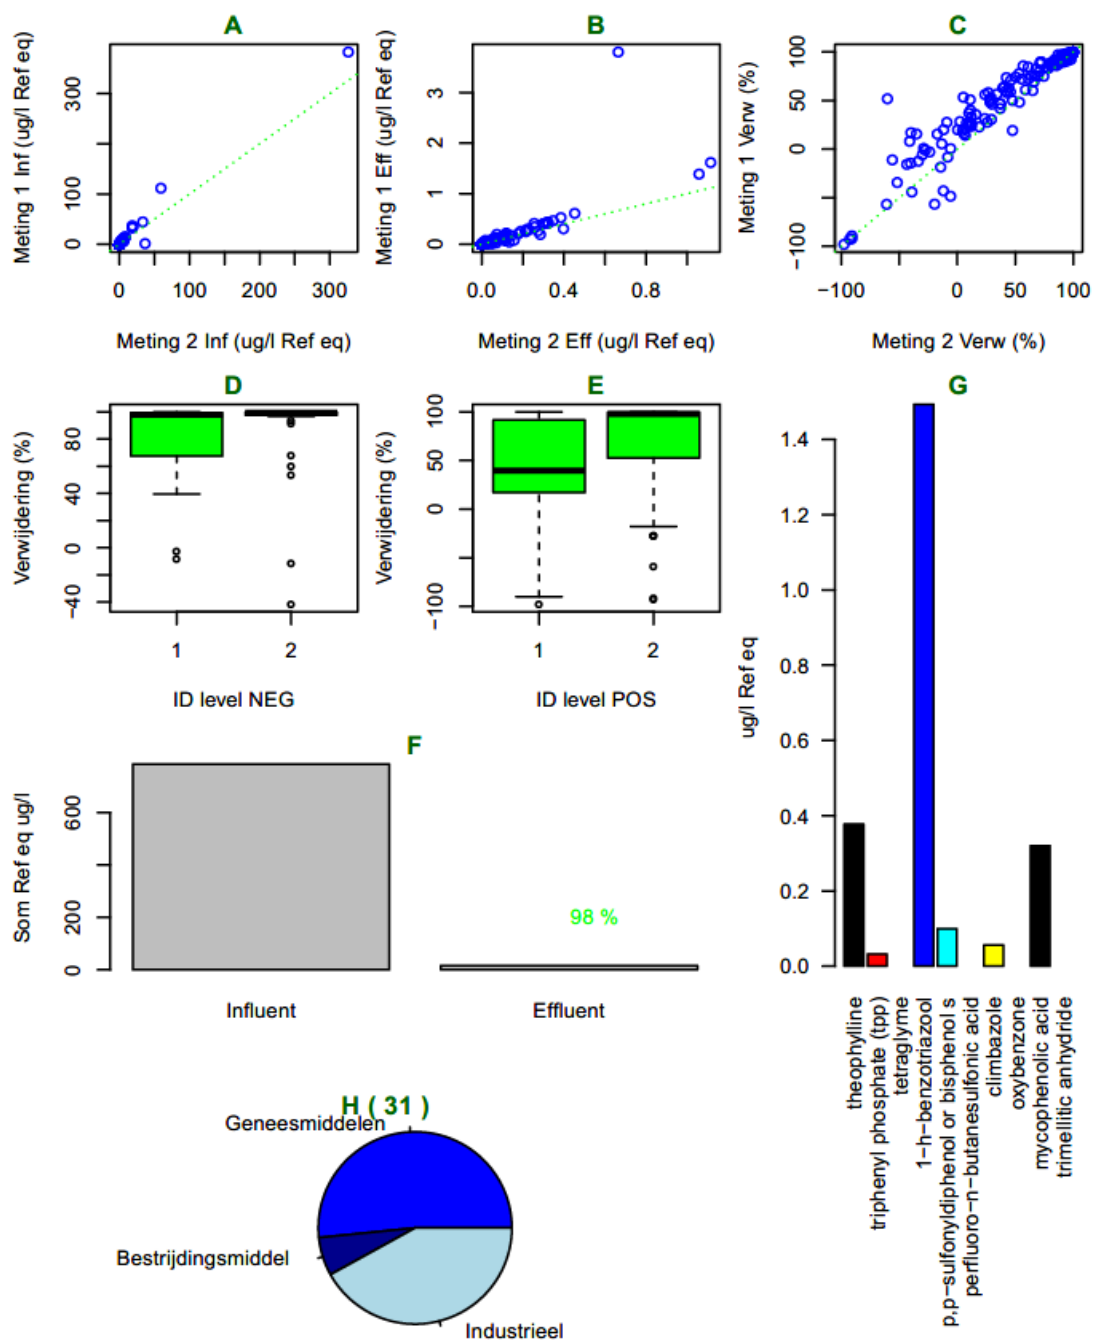 A
Meting 1 Inf (ug/l Ref eq)
300
100
0
0 100 200 300
Meting 2 Inf (ug/l Ref eq)
B
Meting 1 Eff (ug/l Ref eq)
3
2
1
0
0.0 0.4 0.8
Meting 2 Eff (ug/l Ref eq)
C
Meting 1 Verw (%)
100
50
0
−100
−100 0 50 100
Meting 2 Verw (%)
D
Verwijdering (%)
80
40
0
−40
1 2
ID level NEG
E
Verwijdering (%)
100
50
0
−100
1 2
ID level POS
F
Som Ref eq ug/l
600
200
0
98 %
Influent Effluent
G
ug/l Ref eq
1.4
1.2
1.0
0.8
0.6
0.4
0.2
0.0
theophylline
triphenyl phosphate (tpp)
tetraglyme
1−h−benzotriazool
p,p−sulfonyldiphenol or bisphenol s
perfluoro−n−butanesulfonic acid
climbazole
oxybenzone
mycophenolic acid
trimellitic anhydride
H ( 31 )
Geneesmiddelen
Bestrijdingsmiddel
Industrieel